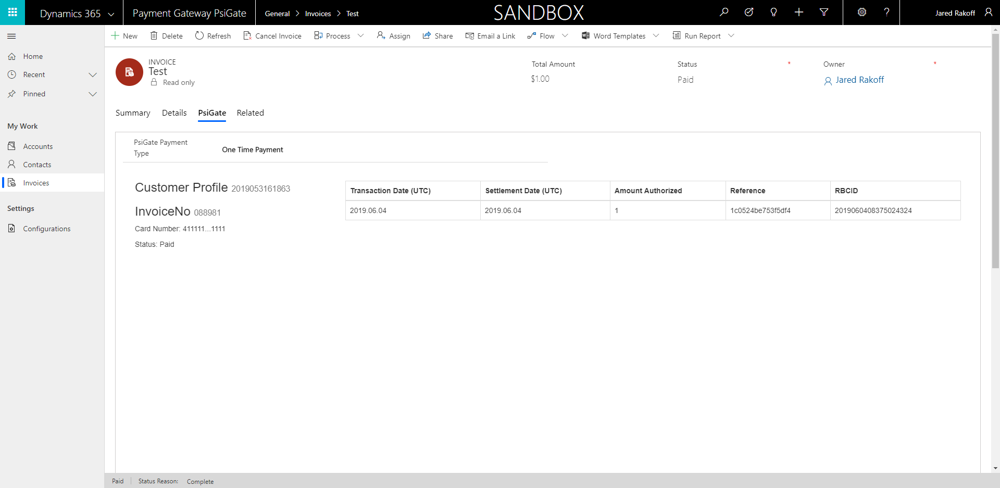 Dynamics 365 Payment Gateway PsiGate General > Invoices > Test SANDBOX Jared Rakoff
New Delete Refresh Cancel Invoice Process Assign Share Email a Link Flow Word Templates Run Report
Home
Recent
Pinned
My Work
Accounts
Contacts
Invoices
Settings
Configurations
INVOICE
Test
Read only
Total Amount
$1.00
Status *
Paid
Owner *
Jared Rakoff
Summary Details PsiGate Related
PsiGate Payment
Type
One Time Payment
Customer Profile 2019053161863
InvoiceNo 088981
Card Number: 411111...1111
Status: Paid
Transaction Date (UTC) Settlement Date (UTC) Amount Authorized Reference RBCID
2019.06.04 2019.06.04 1 1c0524be753f5df4 2019060408375024324
Paid Status Reason: Complete